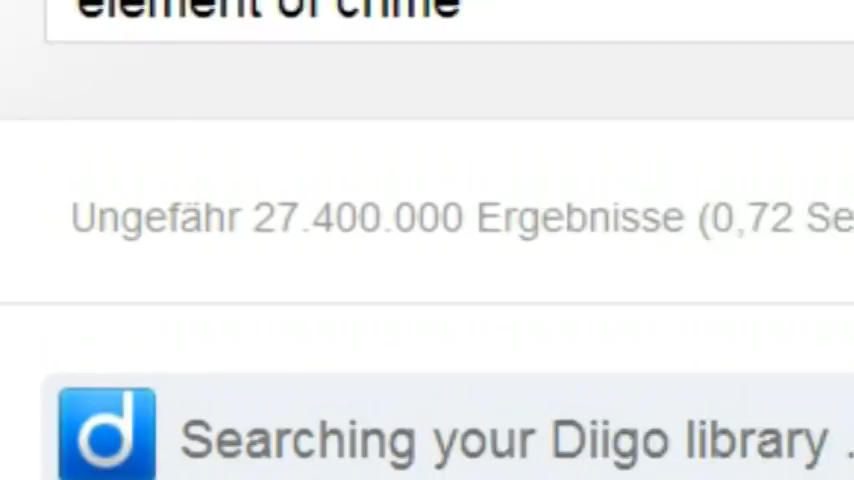 element of crime
Ungefähr 27.400.000 Ergebnisse (0,72 Se
d
Searching your Diigo library .